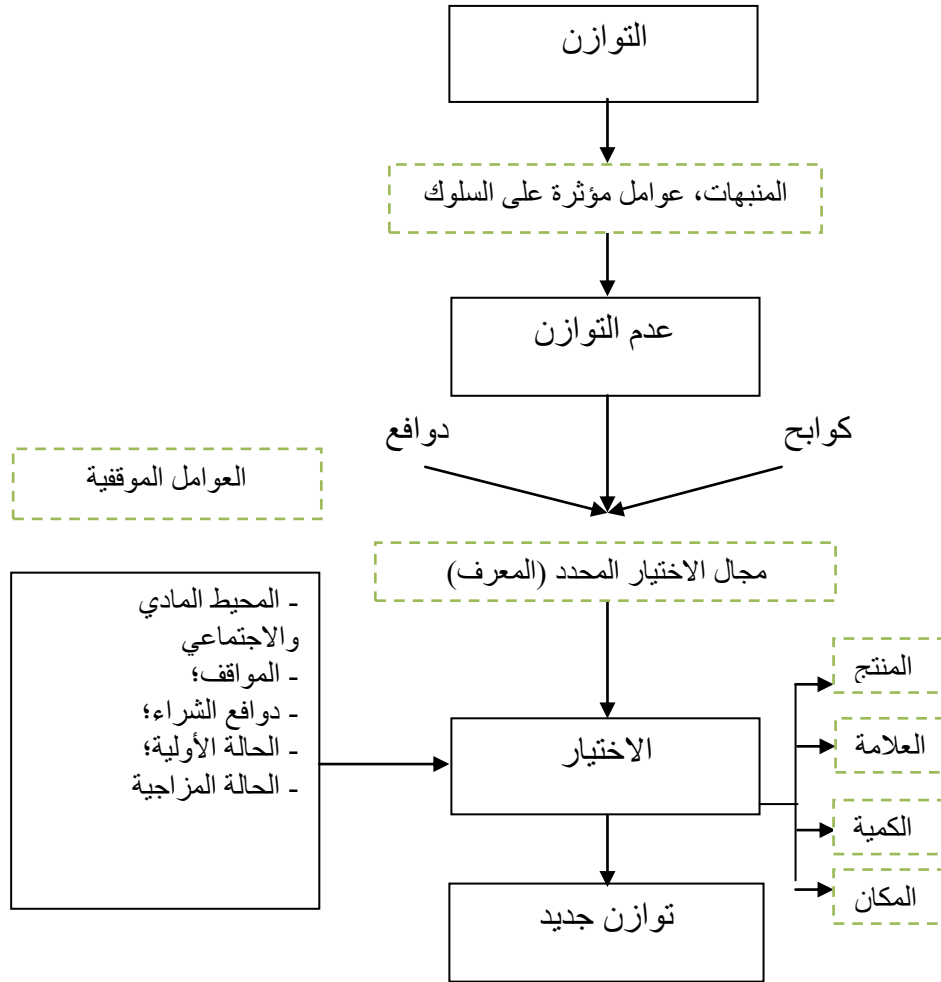 التوازن
المنبهات، عوامل مؤثرة على السلوك
عدم التوازن
كوابح
دوافع
العوامل الموقفية
مجال الاختيار المحدد (المعرف)
- المحيط المادي
والاجتماعي
- المواقف؛
- دوافع الشراء؛
- الحالة الأولية؛
- الحالة المزاجية
الاختيار
المنتج
العلامة
الكمية
المكان
توازن جديد